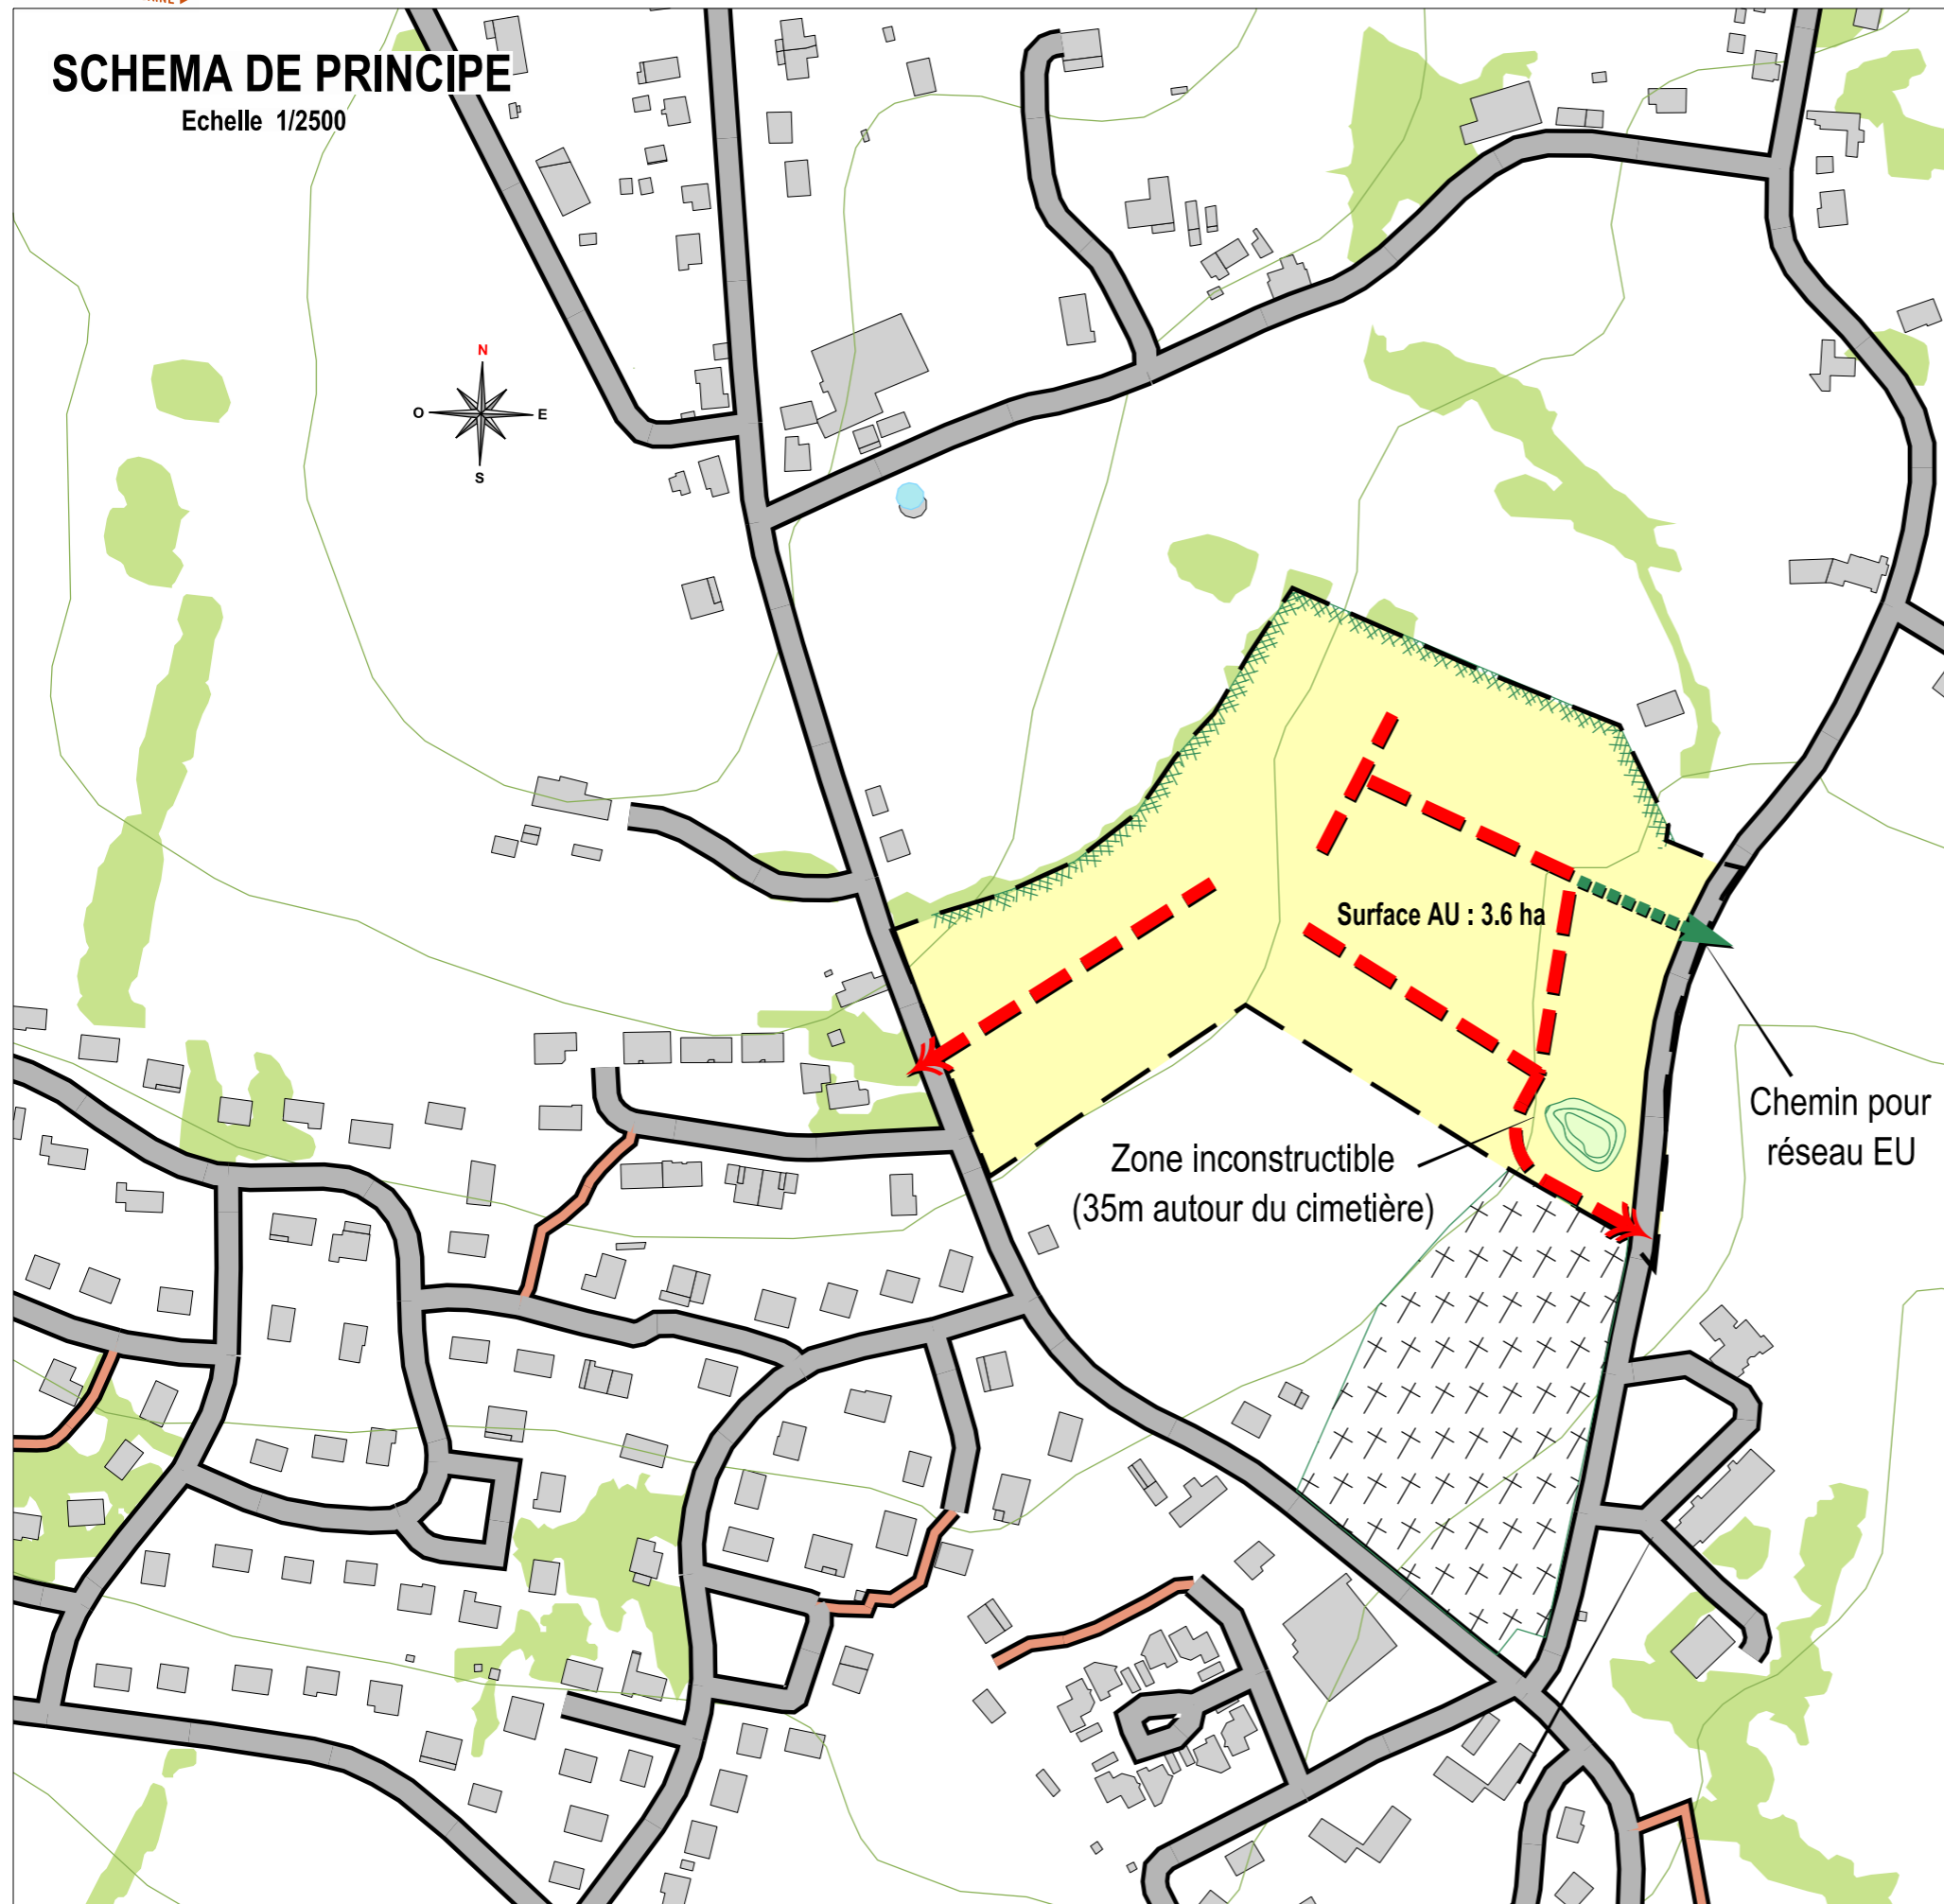 SCHEMA DE PRINCIPE
Echelle 1/2500
N
O
E
S
Surface AU : 3.6 ha
Chemin pour
réseau EU
Zone inconstructible
(35m autour du cimetière)